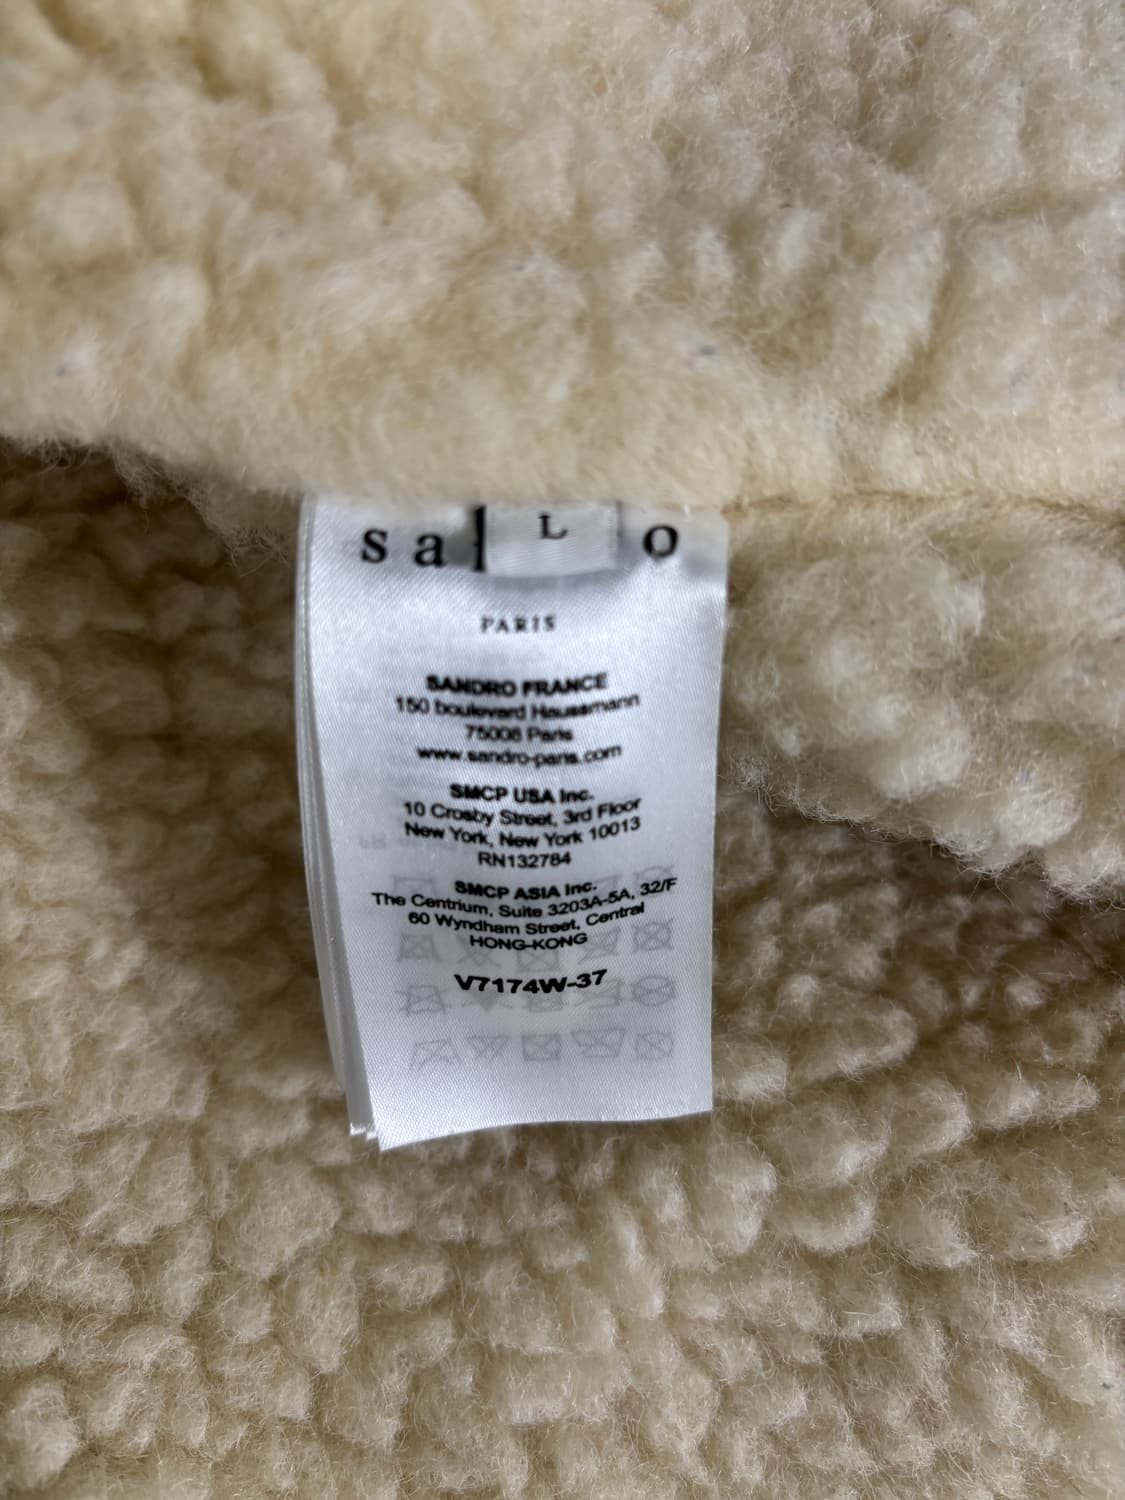 sa o
L
PARIS
SANDRO FRANCE
150 boulevard Haussmann
75008 Paris
www.sandro-paris.com
SMCP USA Inc.
10 Crosby Street, 3rd Floor
New York, New York 10013
RN132784
SMCP ASIA Inc.
The Centrium, Suite 3203A-5A, 32/F
60 Wyndham Street, Central
HONG-KONG
V7174W-37